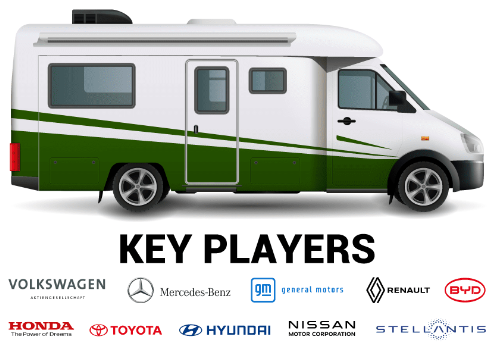 KEY PLAYERS
VOLKSWAGEN
AKTIENGESELLSCHAFT
Mercedes-Benz
gm general motors
RENAULT
BYD
HONDA
The Power of Dreams
TOYOTA
HYUNDAI
NISSAN
MOTOR CORPORATION
STELLANTIS